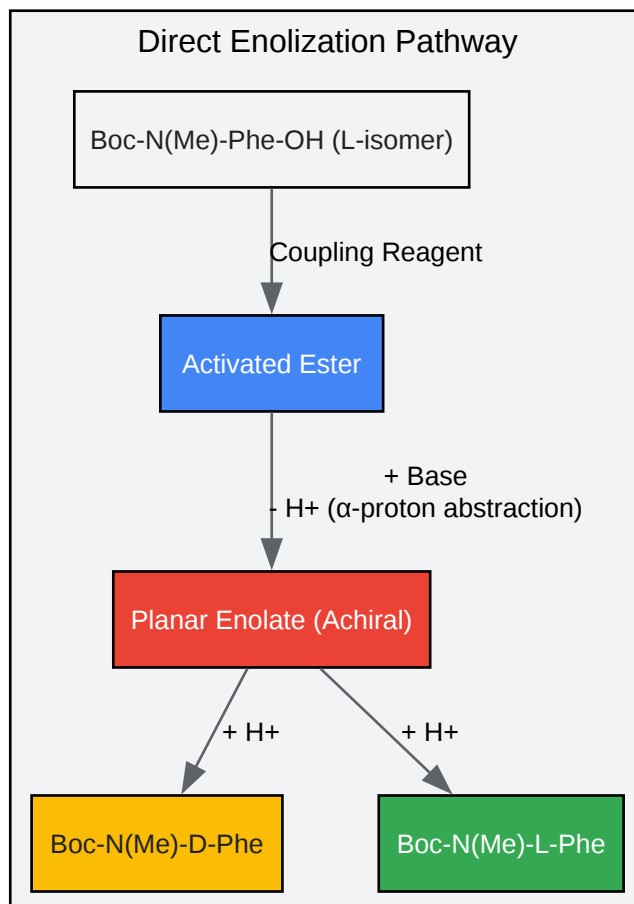 Direct Enolization Pathway
Boc-N(Me)-Phe-OH (L-isomer)
Coupling Reagent
Activated Ester
+ Base
- H+ (α-proton abstraction)
Planar Enolate (Achiral)
+ H+
+ H+
Boc-N(Me)-D-Phe
Boc-N(Me)-L-Phe